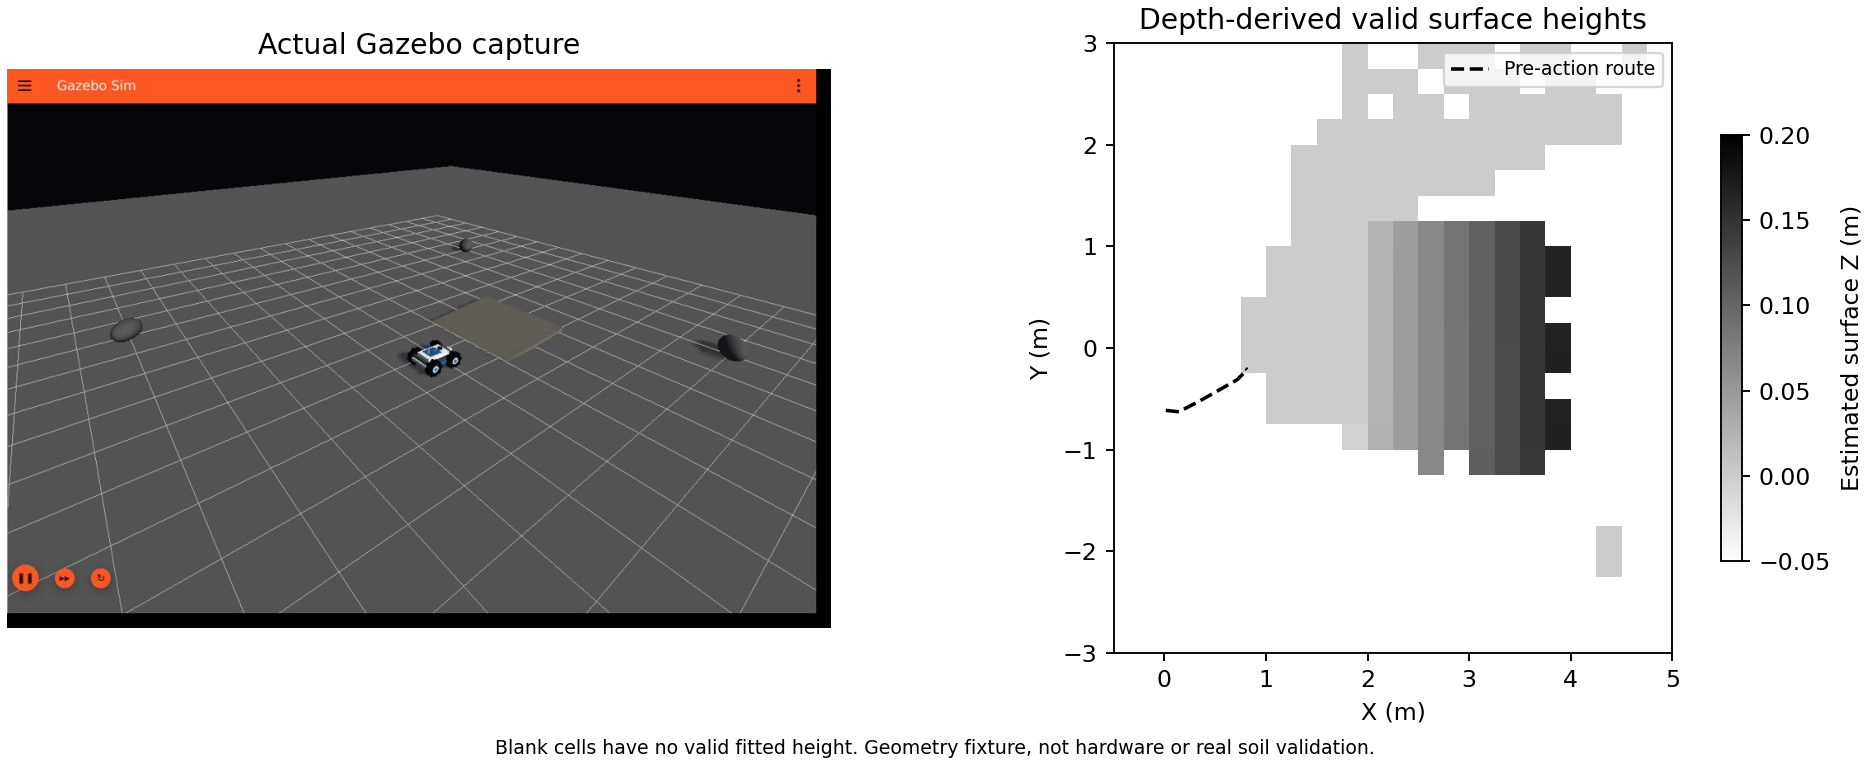 Actual Gazebo capture
Gazebo Sim
Depth-derived valid surface heights
Pre-action route
3
2
1
0
−1
−2
−3
Y (m)
0 1 2 3 4 5
X (m)
0.20
0.15
0.10
0.05
0.00
−0.05
Estimated surface Z (m)
Blank cells have no valid fitted height. Geometry fixture, not hardware or real soil validation.